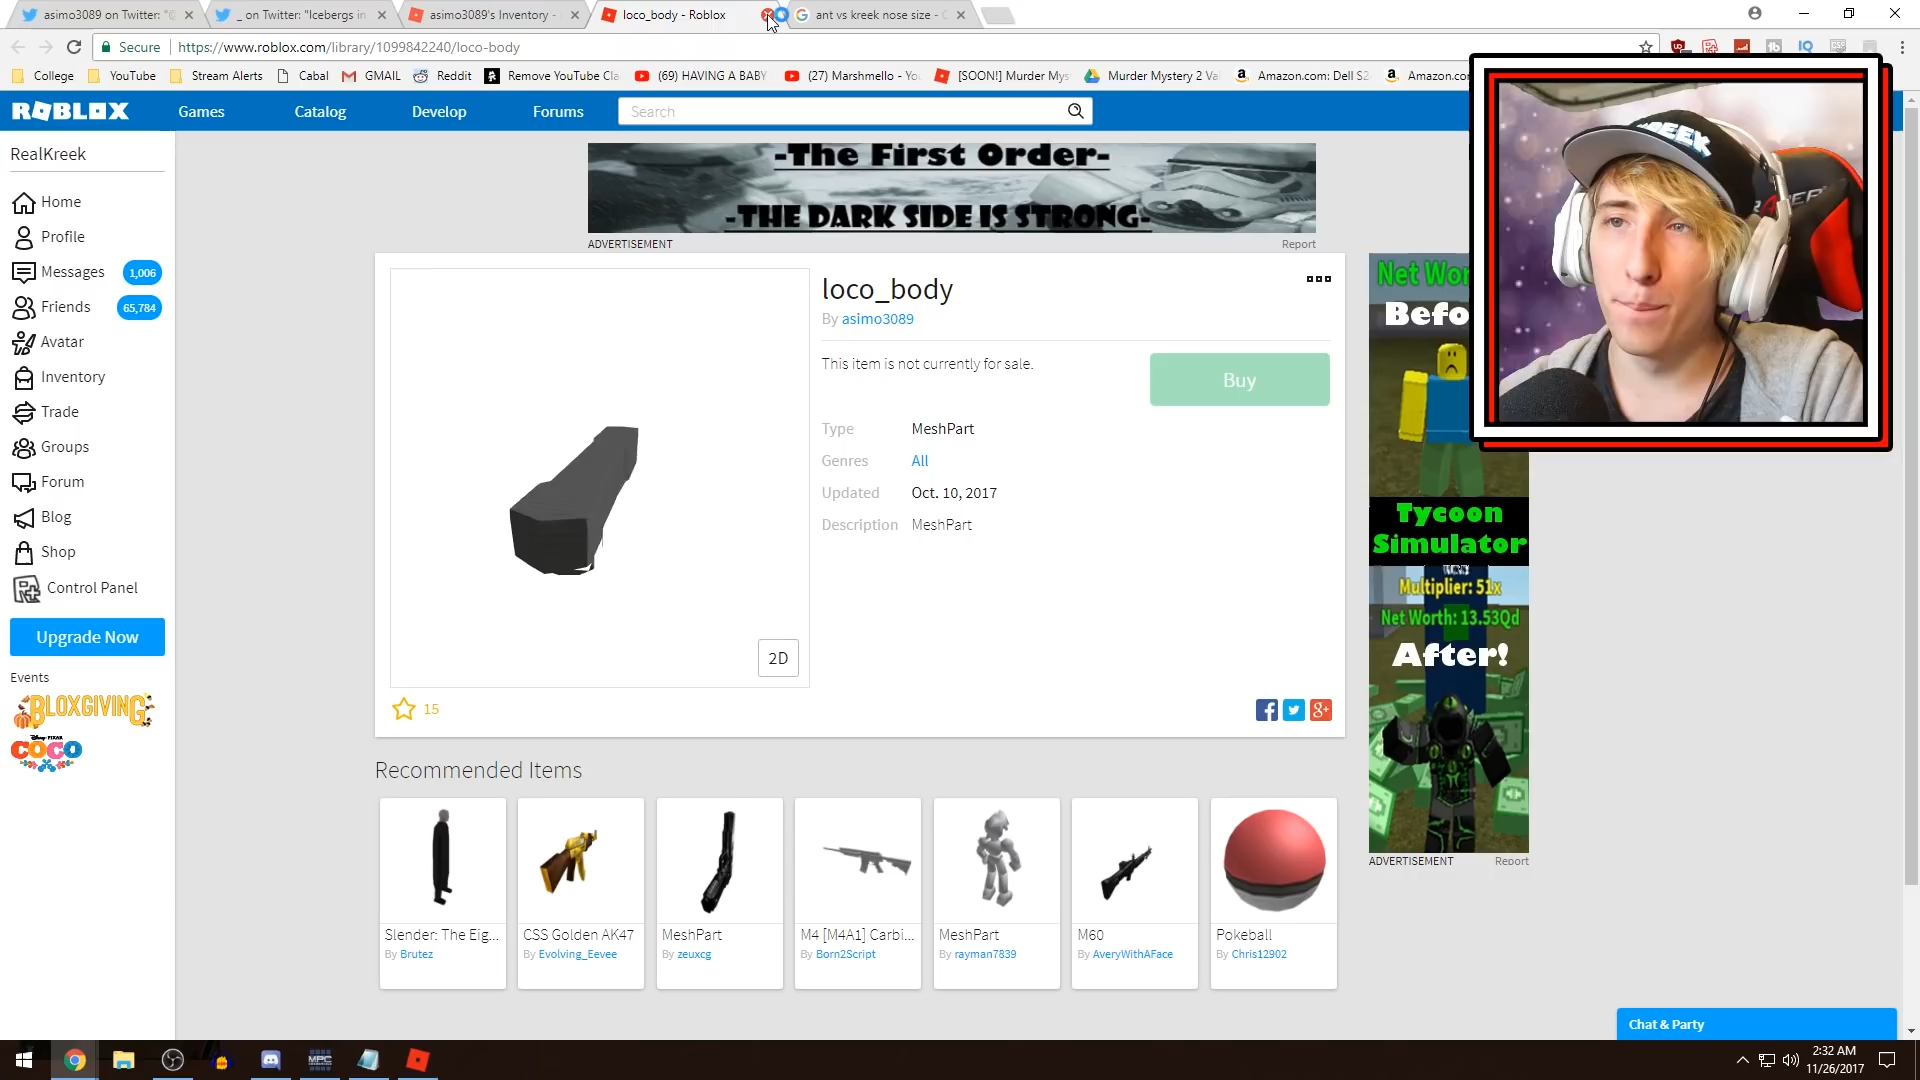 asimo3089 on Twitter: "@
_ on Twitter: "Icebergs in
asimo3089's Inventory -
loco_body - Roblox
ant vs kreek nose size -
Secure
https://www.roblox.com/library/1099842240/loco-body
College
YouTube
Stream Alerts
Cabal
GMAIL
Reddit
Remove YouTube Cla
(69) HAVING A BABY
(27) Marshmello - Yo
[SOON!] Murder Mys
Murder Mystery 2 Va
Amazon.com: Dell S2
Amazon.co
ROBLOX
Games
Catalog
Develop
Forums
Search
RealKreek
Home
Profile
Messages
1,006
Friends
65,784
Avatar
Inventory
Trade
Groups
Forum
Blog
Shop
Control Panel
Upgrade Now
Events
BLOXGIVING
Disney·PIXAR
COCO
-The First Order-
-THE DARK SIDE IS STRONG-
ADVERTISEMENT
Report
loco_body
By asimo3089
This item is not currently for sale.
Buy
Type
MeshPart
Genres
All
Updated
Oct. 10, 2017
Description
MeshPart
2D
15
Recommended Items
Slender: The Eig...
By Brutez
CSS Golden AK47
By Evolving_Eevee
MeshPart
By zeuxcg
M4 [M4A1] Carbi...
By Born2Script
MeshPart
By rayman7839
M60
By AveryWithAFace
Pokeball
By Chris12902
Net Wor
Befo
Tycoon
Simulator
Multiplier: 51x
Net Worth: 13.53Qd
After!
ADVERTISEMENT
Report
KREEK
Chat & Party
2:32 AM
11/26/2017